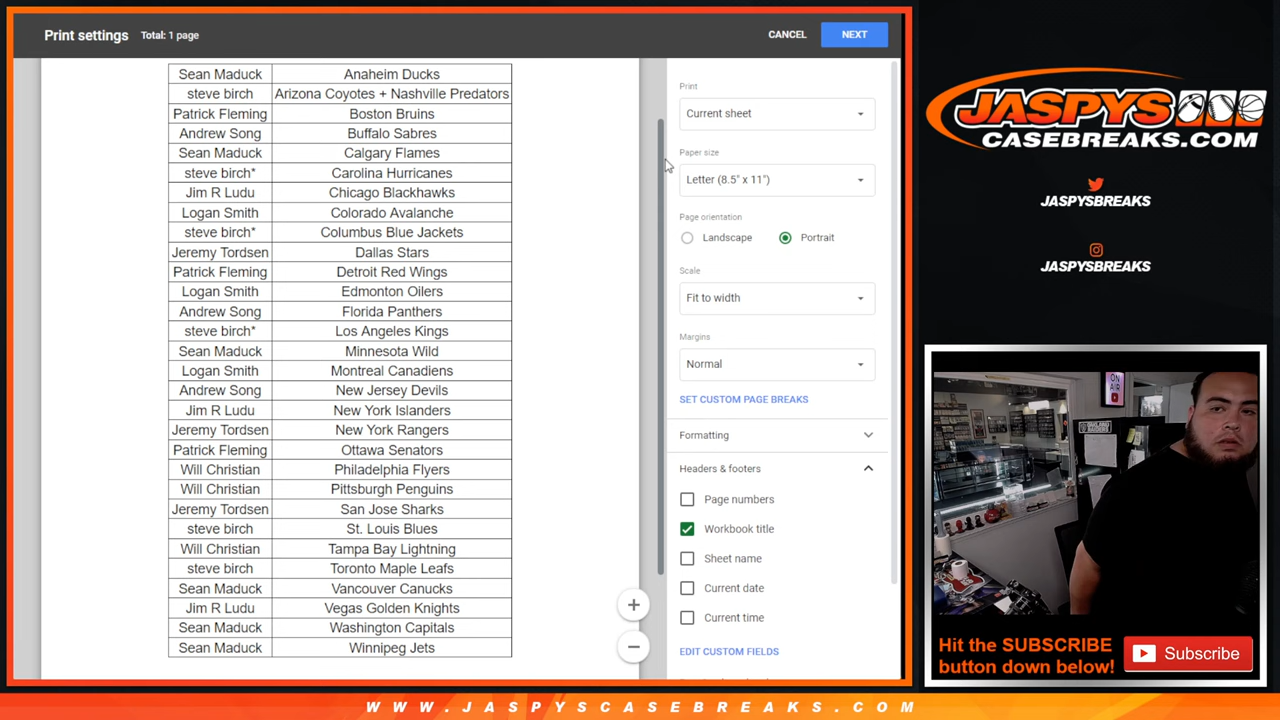 Print settings Total: 1 page CANCEL NEXT
Sean Maduck Anaheim Ducks
steve birch Arizona Coyotes + Nashville Predators
Patrick Fleming Boston Bruins
Andrew Song Buffalo Sabres
Sean Maduck Calgary Flames
steve birch* Carolina Hurricanes
Jim R Ludu Chicago Blackhawks
Logan Smith Colorado Avalanche
steve birch* Columbus Blue Jackets
Jeremy Tordsen Dallas Stars
Patrick Fleming Detroit Red Wings
Logan Smith Edmonton Oilers
Andrew Song Florida Panthers
steve birch* Los Angeles Kings
Sean Maduck Minnesota Wild
Logan Smith Montreal Canadiens
Andrew Song New Jersey Devils
Jim R Ludu New York Islanders
Jeremy Tordsen New York Rangers
Patrick Fleming Ottawa Senators
Will Christian Philadelphia Flyers
Will Christian Pittsburgh Penguins
Jeremy Tordsen San Jose Sharks
steve birch St. Louis Blues
Will Christian Tampa Bay Lightning
steve birch Toronto Maple Leafs
Sean Maduck Vancouver Canucks
Jim R Ludu Vegas Golden Knights
Sean Maduck Washington Capitals
Sean Maduck Winnipeg Jets
Print
Current sheet
Paper size
Letter (8.5" x 11")
Page orientation
Landscape Portrait
Scale
Fit to width
Margins
Normal
SET CUSTOM PAGE BREAKS
Formatting
Headers & footers
Page numbers
Workbook title
Sheet name
Current date
Current time
EDIT CUSTOM FIELDS
JASPYS
CASEBREAKS.COM
JASPYSBREAKS
JASPYSBREAKS
ON
AIR
Hit the SUBSCRIBE
button down below!
Subscribe
WWW.JASPYSCASEBREAKS.COM